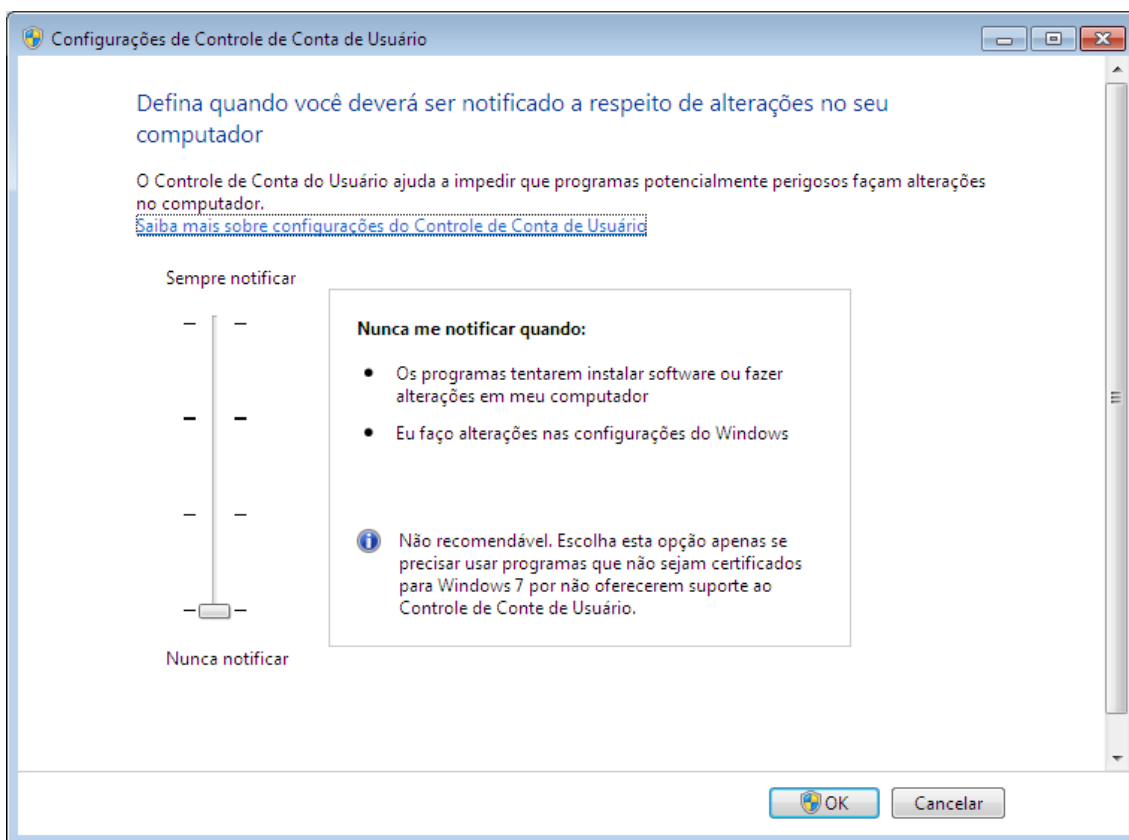 Configurações de Controle de Conta de Usuário
Defina quando você deverá ser notificado a respeito de alterações no seu
computador
O Controle de Conta do Usuário ajuda a impedir que programas potencialmente perigosos façam alterações
no computador.
Saiba mais sobre configurações do Controle de Conta de Usuário
Sempre notificar
Nunca me notificar quando:
Os programas tentarem instalar software ou fazer
alterações em meu computador
Eu faço alterações nas configurações do Windows
Não recomendável. Escolha esta opção apenas se
precisar usar programas que não sejam certificados
para Windows 7 por não oferecerem suporte ao
Controle de Conte de Usuário.
Nunca notificar
OK
Cancelar